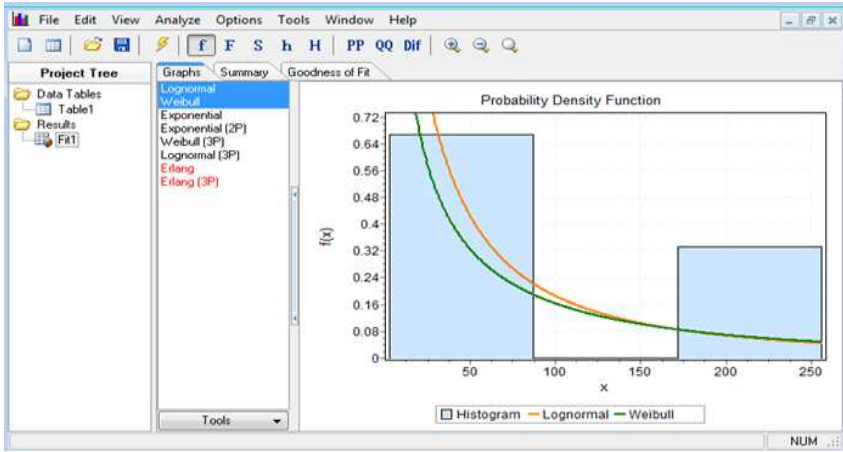 File Edit View Analyze Options Tools Window Help
f F S h H PP QQ Dif
Project Tree
Data Tables
Table1
Results
Fit1
Graphs Summary Goodness of Fit
Lognormal
Weibull
Exponential
Exponential (2P)
Weibull (3P)
Lognormal (3P)
Erlang
Erlang (3P)
Tools
Probability Density Function
0.72
0.64
0.56
0.48
0.4
0.32
0.24
0.16
0.08
0
f(x)
50 100 150 200 250
x
Histogram Lognormal Weibull
NUM